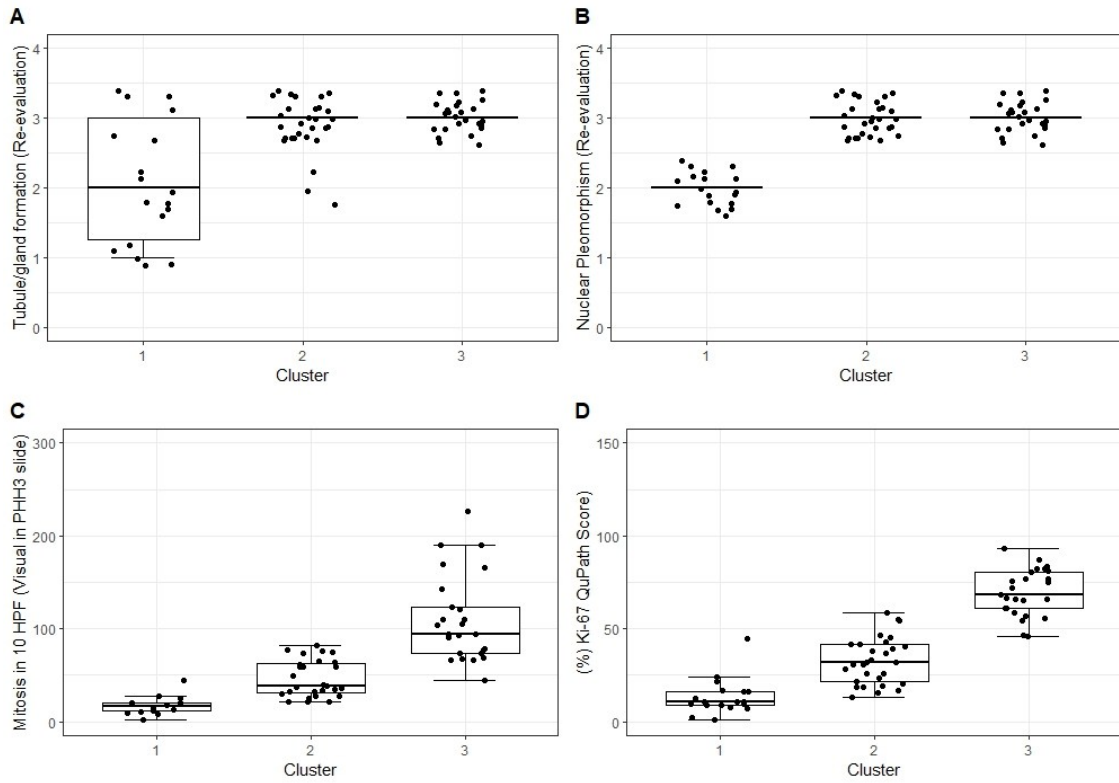 A
Tubule/gland formation (Re-evaluation)
4
3
2
1
0
1 2 3
Cluster
B
Nuclear Pleomorphism (Re-evaluation)
4
3
2
1
0
1 2 3
Cluster
C
Mitosis in 10 HPF (Visual in PHH3 slide)
300
200
100
0
1 2 3
Cluster
D
(%) Ki-67 QuPath Score)
150
100
50
0
1 2 3
Cluster